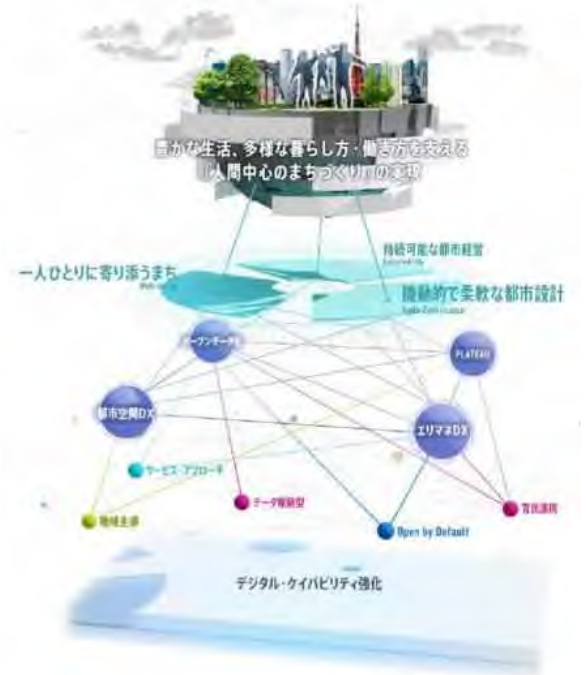 豊かな生活、多様な暮らし方・働き方を支える
「人間中心のまちづくり」の実現
持続可能な都市経営
一人ひとりに寄り添うまち
機動的で柔軟な都市設計
オープンデータ化
PLATEAU
都市空間DX
エリマネDX
サービス・アプローチ
データ駆動型
官民連携
地域主導
Open by Default
デジタル・ケイパビリティ強化